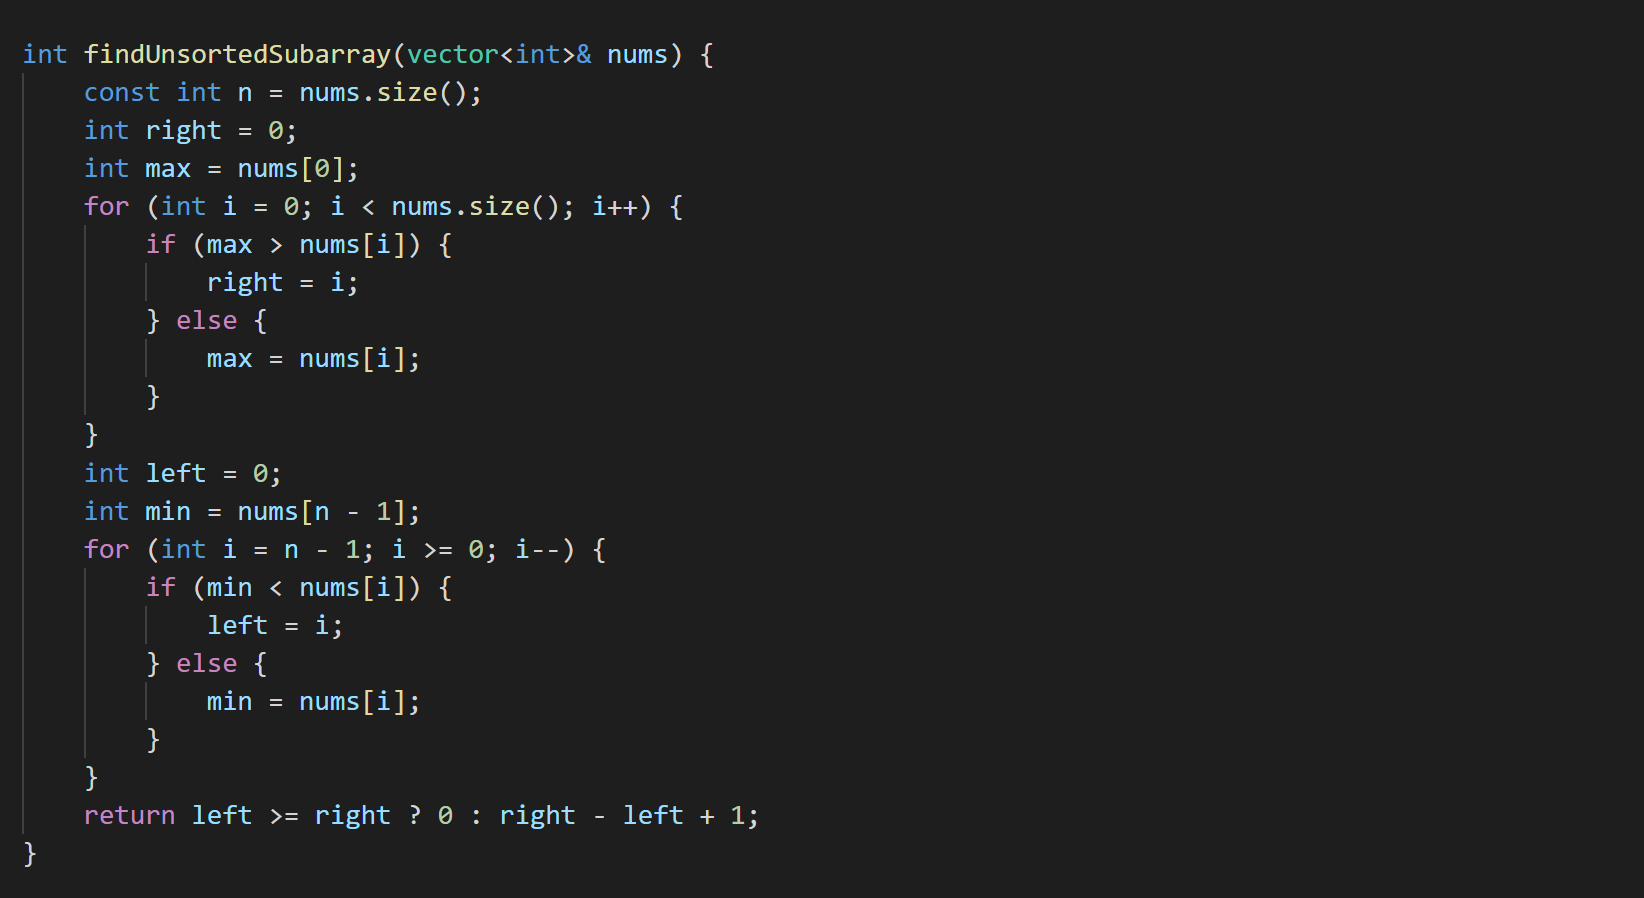 int findUnsortedSubarray(vector<int>& nums) {
    const int n = nums.size();
    int right = 0;
    int max = nums[0];
    for (int i = 0; i < nums.size(); i++) {
        if (max > nums[i]) {
            right = i;
        } else {
            max = nums[i];
        }
    }
    int left = 0;
    int min = nums[n - 1];
    for (int i = n - 1; i >= 0; i--) {
        if (min < nums[i]) {
            left = i;
        } else {
            min = nums[i];
        }
    }
    return left >= right ? 0 : right - left + 1;
}